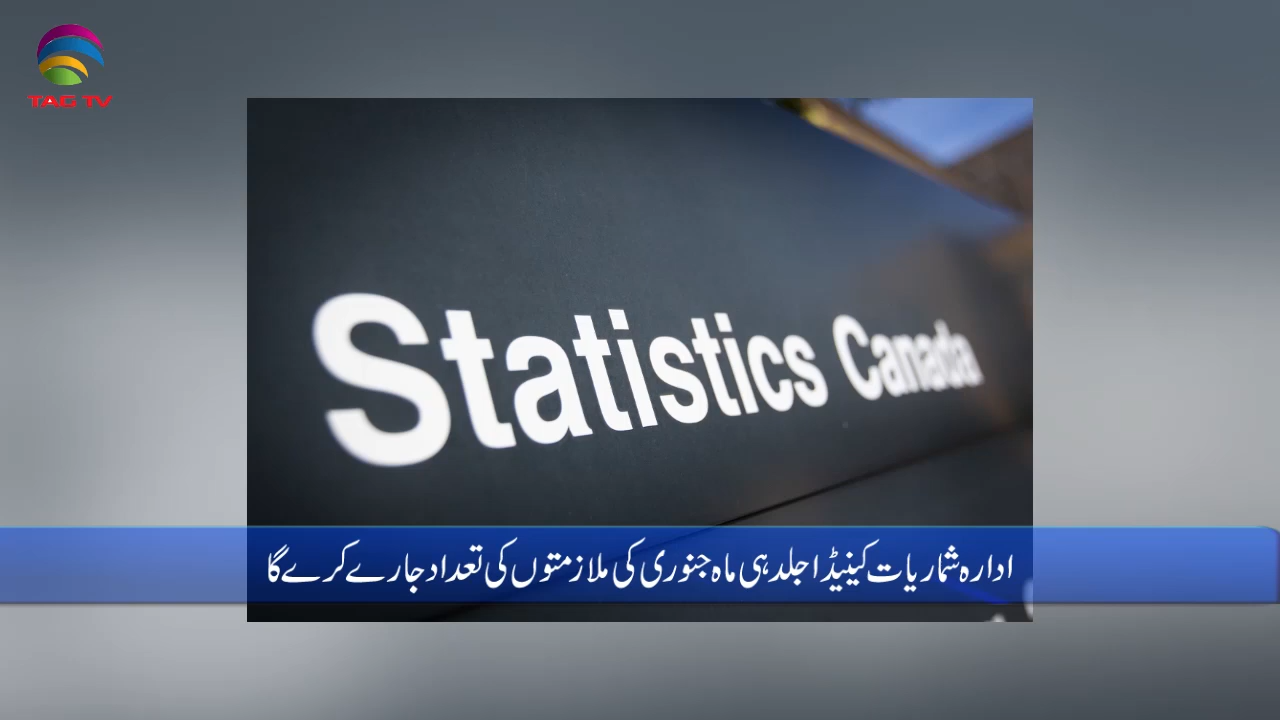 TAG TV
Statistics Canada
ادارہ شماریات کینیڈا جلد ہی ماہ جنوری کی ملازمتوں کی تعداد جارے کرے گا